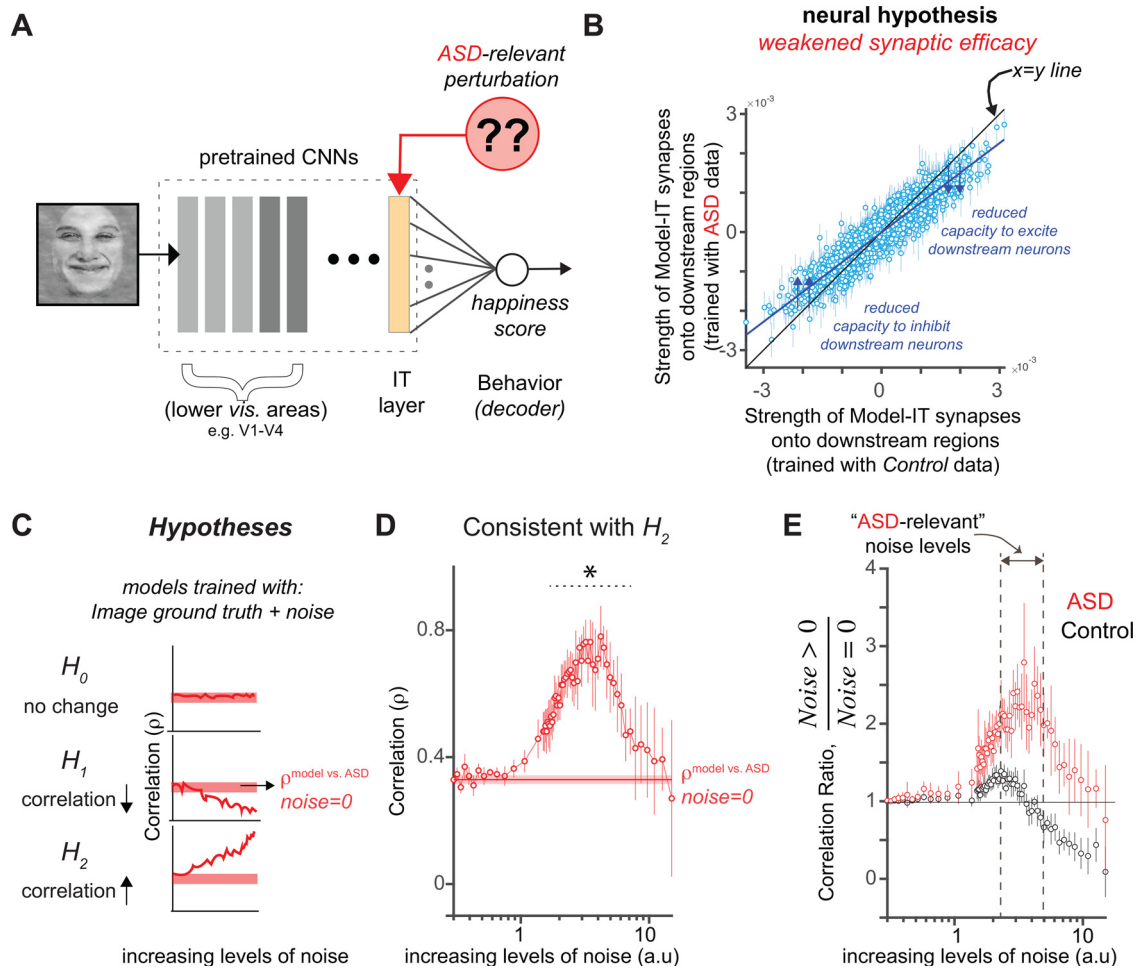 A
ASD-relevant
perturbation
??
pretrained CNNs
happiness
score
(lower vis. areas)
e.g. V1-V4
IT
layer
Behavior
(decoder)
B
neural hypothesis
weakened synaptic efficacy
x=y line
×10⁻³
3
0
-3
Strength of Model-IT synapses
onto downstream regions
(trained with ASD data)
reduced
capacity to excite
downstream neurons
reduced
capacity to inhibit
downstream neurons
×10⁻³
-3 0 3
Strength of Model-IT synapses
onto downstream regions
(trained with Control data)
C
Hypotheses
models trained with:
Image ground truth + noise
H₀
no change
H₁
correlation ↓
H₂
correlation ↑
Correlation (ρ)
ρ^model vs. ASD
noise=0
increasing levels of noise
D
Consistent with H₂
*
0.8
0.4
0
Correlation (ρ)
ρ^model vs. ASD
noise=0
1 10
increasing levels of noise (a.u)
E
“ASD-relevant”
noise levels
ASD
Control
4
3
2
1
0
Correlation Ratio, Noise > 0 / Noise = 0
1 10
increasing levels of noise (a.u)